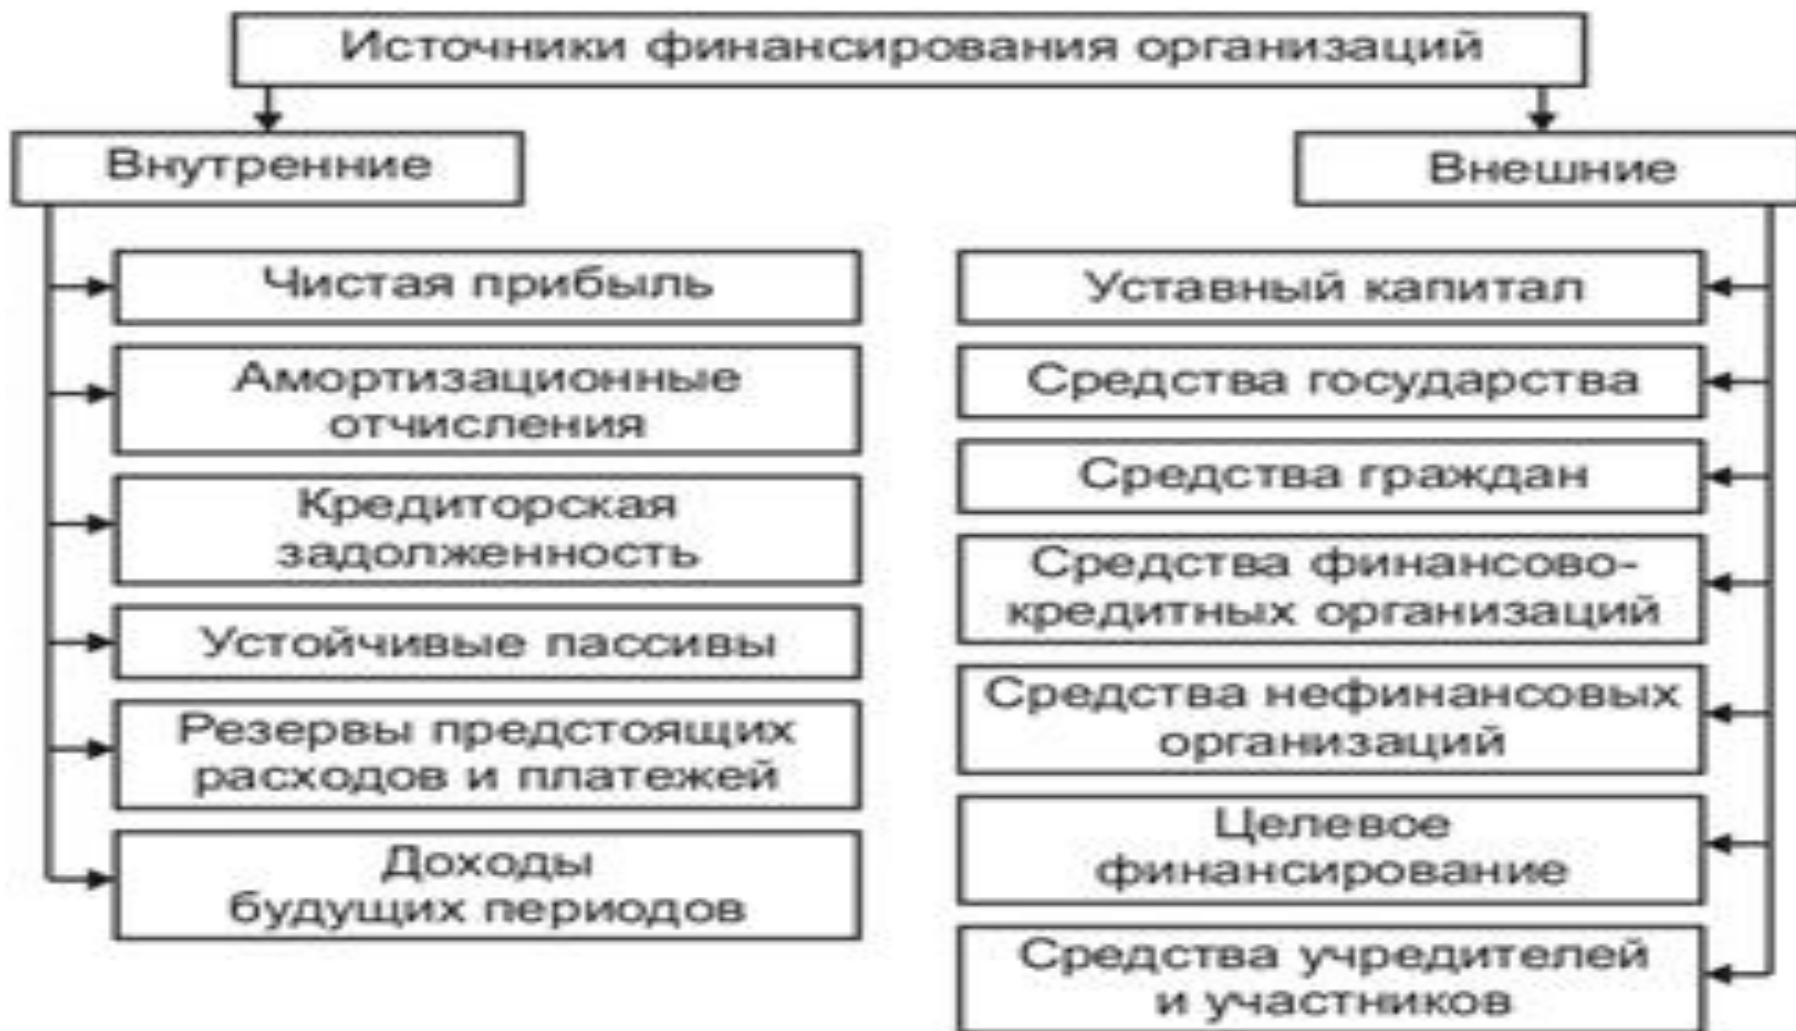 Источники финансирования организаций
Внутренние
Чистая прибыль
Амортизационные
отчисления
Кредиторская
задолженность
Устойчивые пассивы
Резервы предстоящих
расходов и платежей
Доходы
будущих периодов
Внешние
Уставный капитал
Средства государства
Средства граждан
Средства финансово-
кредитных организаций
Средства нефинансовых
организаций
Целевое
финансирование
Средства учредителей
и участников